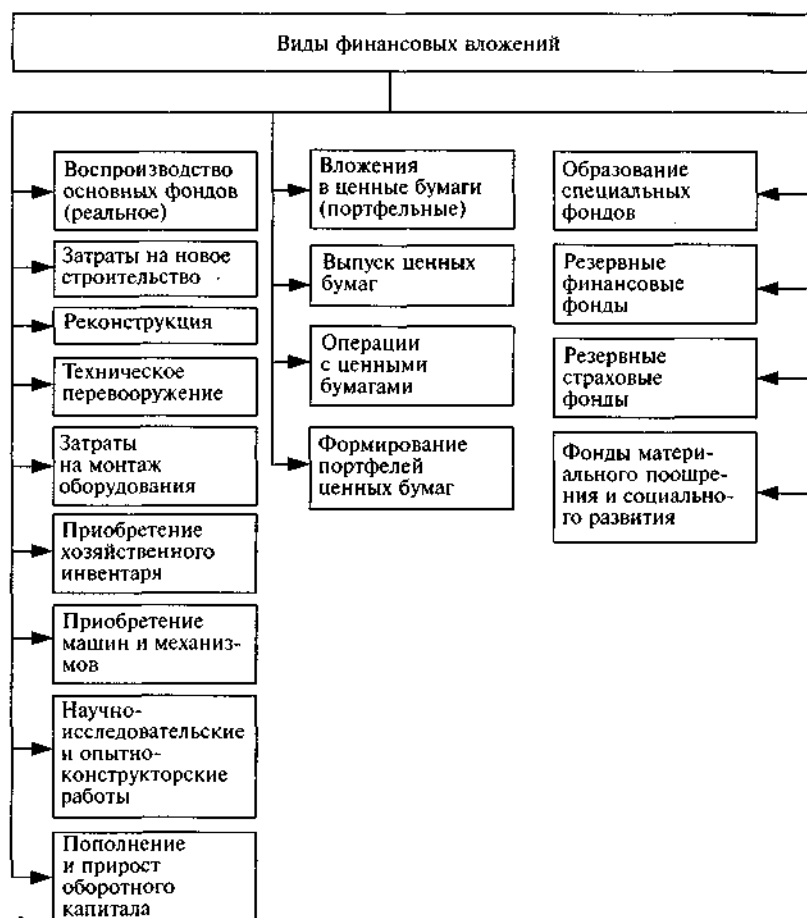 Виды финансовых вложений
Воспроизводство
основных фондов
(реальное)
Затраты на новое
строительство
Реконструкция
Техническое
перевооружение
Затраты
на монтаж
оборудования
Приобретение
хозяйственного
инвентаря
Приобретение
машин и механиз-
мов
Научно-
исследовательские
и опытно-
конструкторские
работы
Пополнение
и прирост
оборотного
капитала
Вложения
в ценные бумаги
(портфельные)
Выпуск ценных
бумаг
Операции
с ценными
бумагами
Формирование
портфелей
ценных бумаг
Образование
специальных
фондов
Резервные
финансовые
фонды
Резервные
страховые
фонды
Фонды матери-
ального поошре-
ния и социально-
го развития